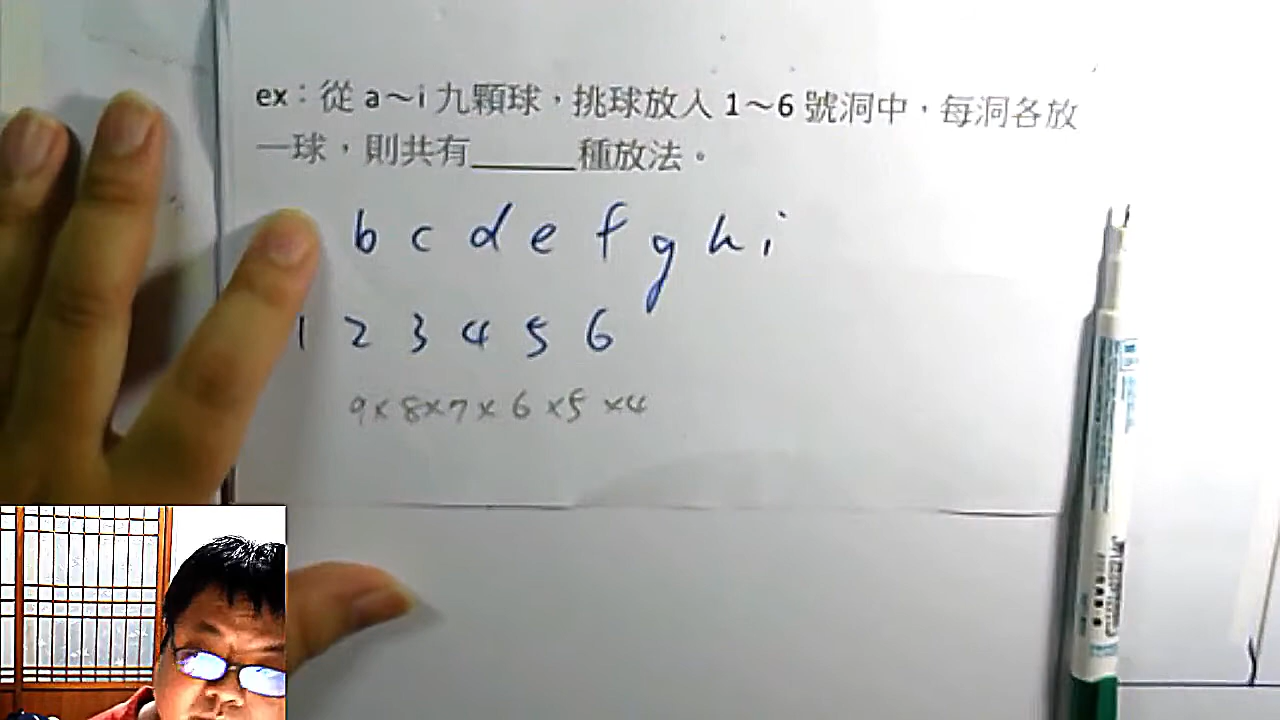 ex：從 a～i 九顆球，挑球放入 1～6 號洞中，每洞各放
一球，則共有______種放法。
b c d e f g h i
1 2 3 4 5 6
9×8×7×6×5×4